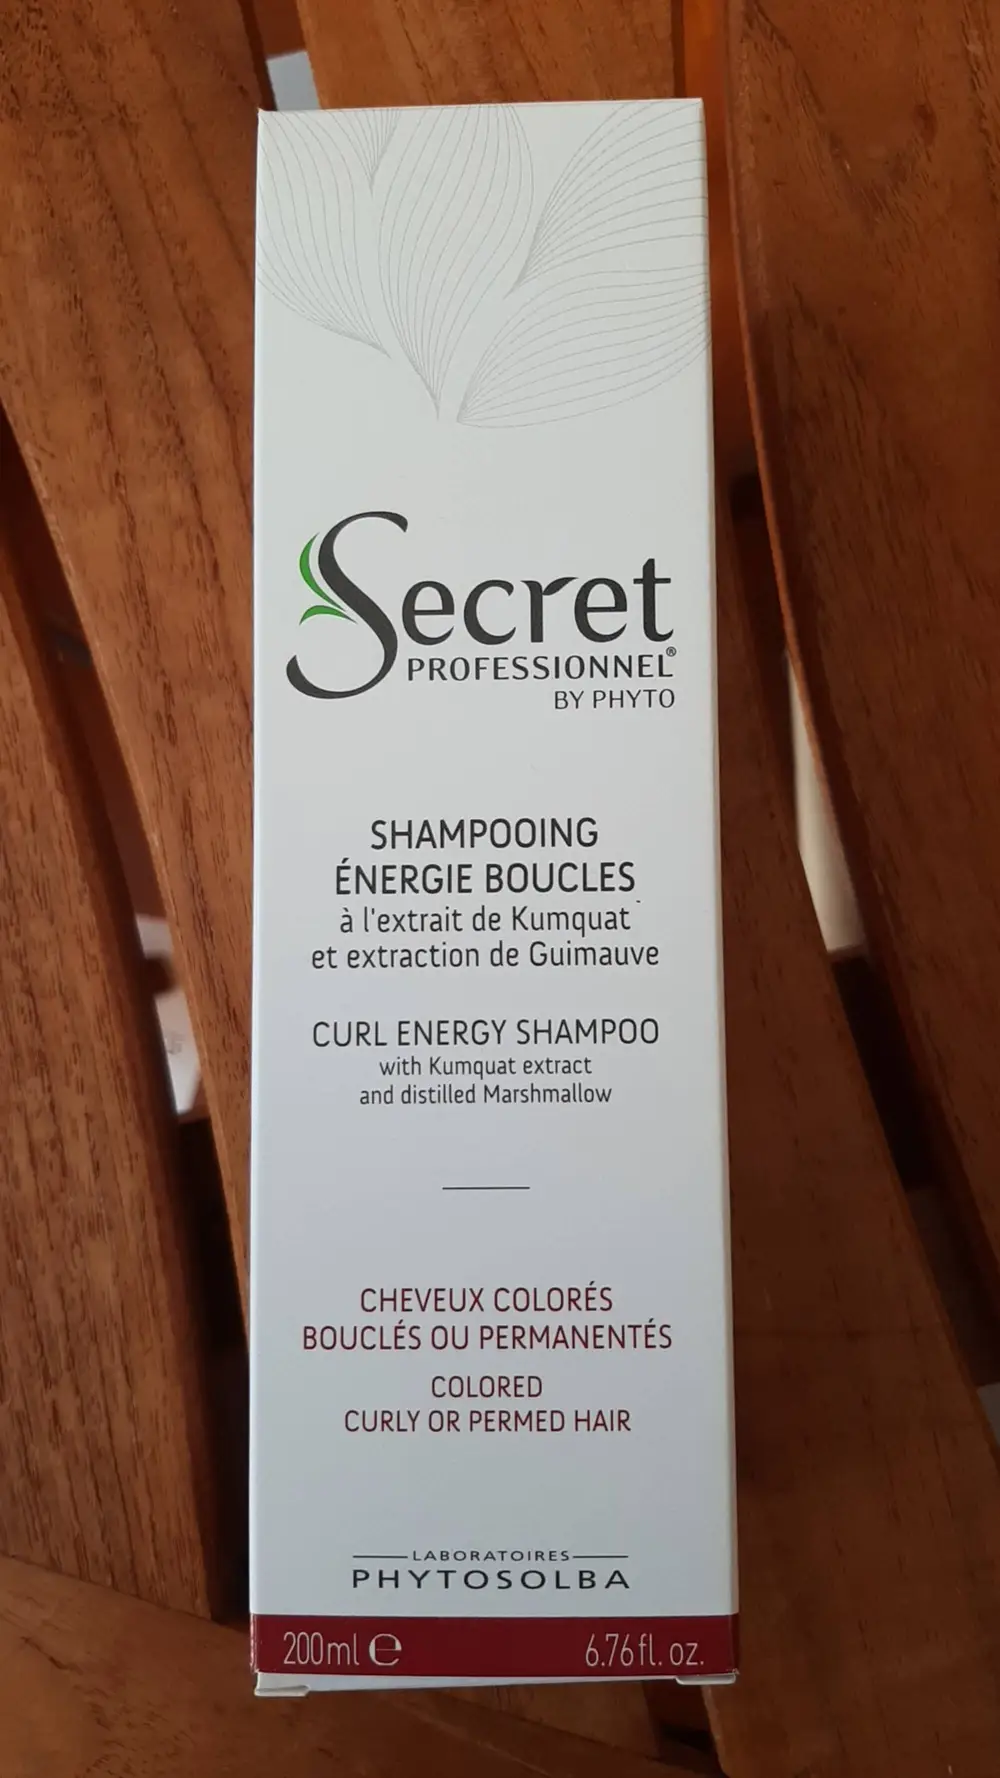 Secret
PROFESSIONNEL®
BY PHYTO
SHAMPOOING
ÉNERGIE BOUCLES
à l'extrait de Kumquat
et extraction de Guimauve
CURL ENERGY SHAMPOO
with Kumquat extract
and distilled Marshmallow
CHEVEUX COLORÉS
BOUCLÉS OU PERMANENTÉS
COLORED
CURLY OR PERMED HAIR
LABORATOIRES
PHYTOSOLBA
200ml ℮ 6.76 fl. oz.